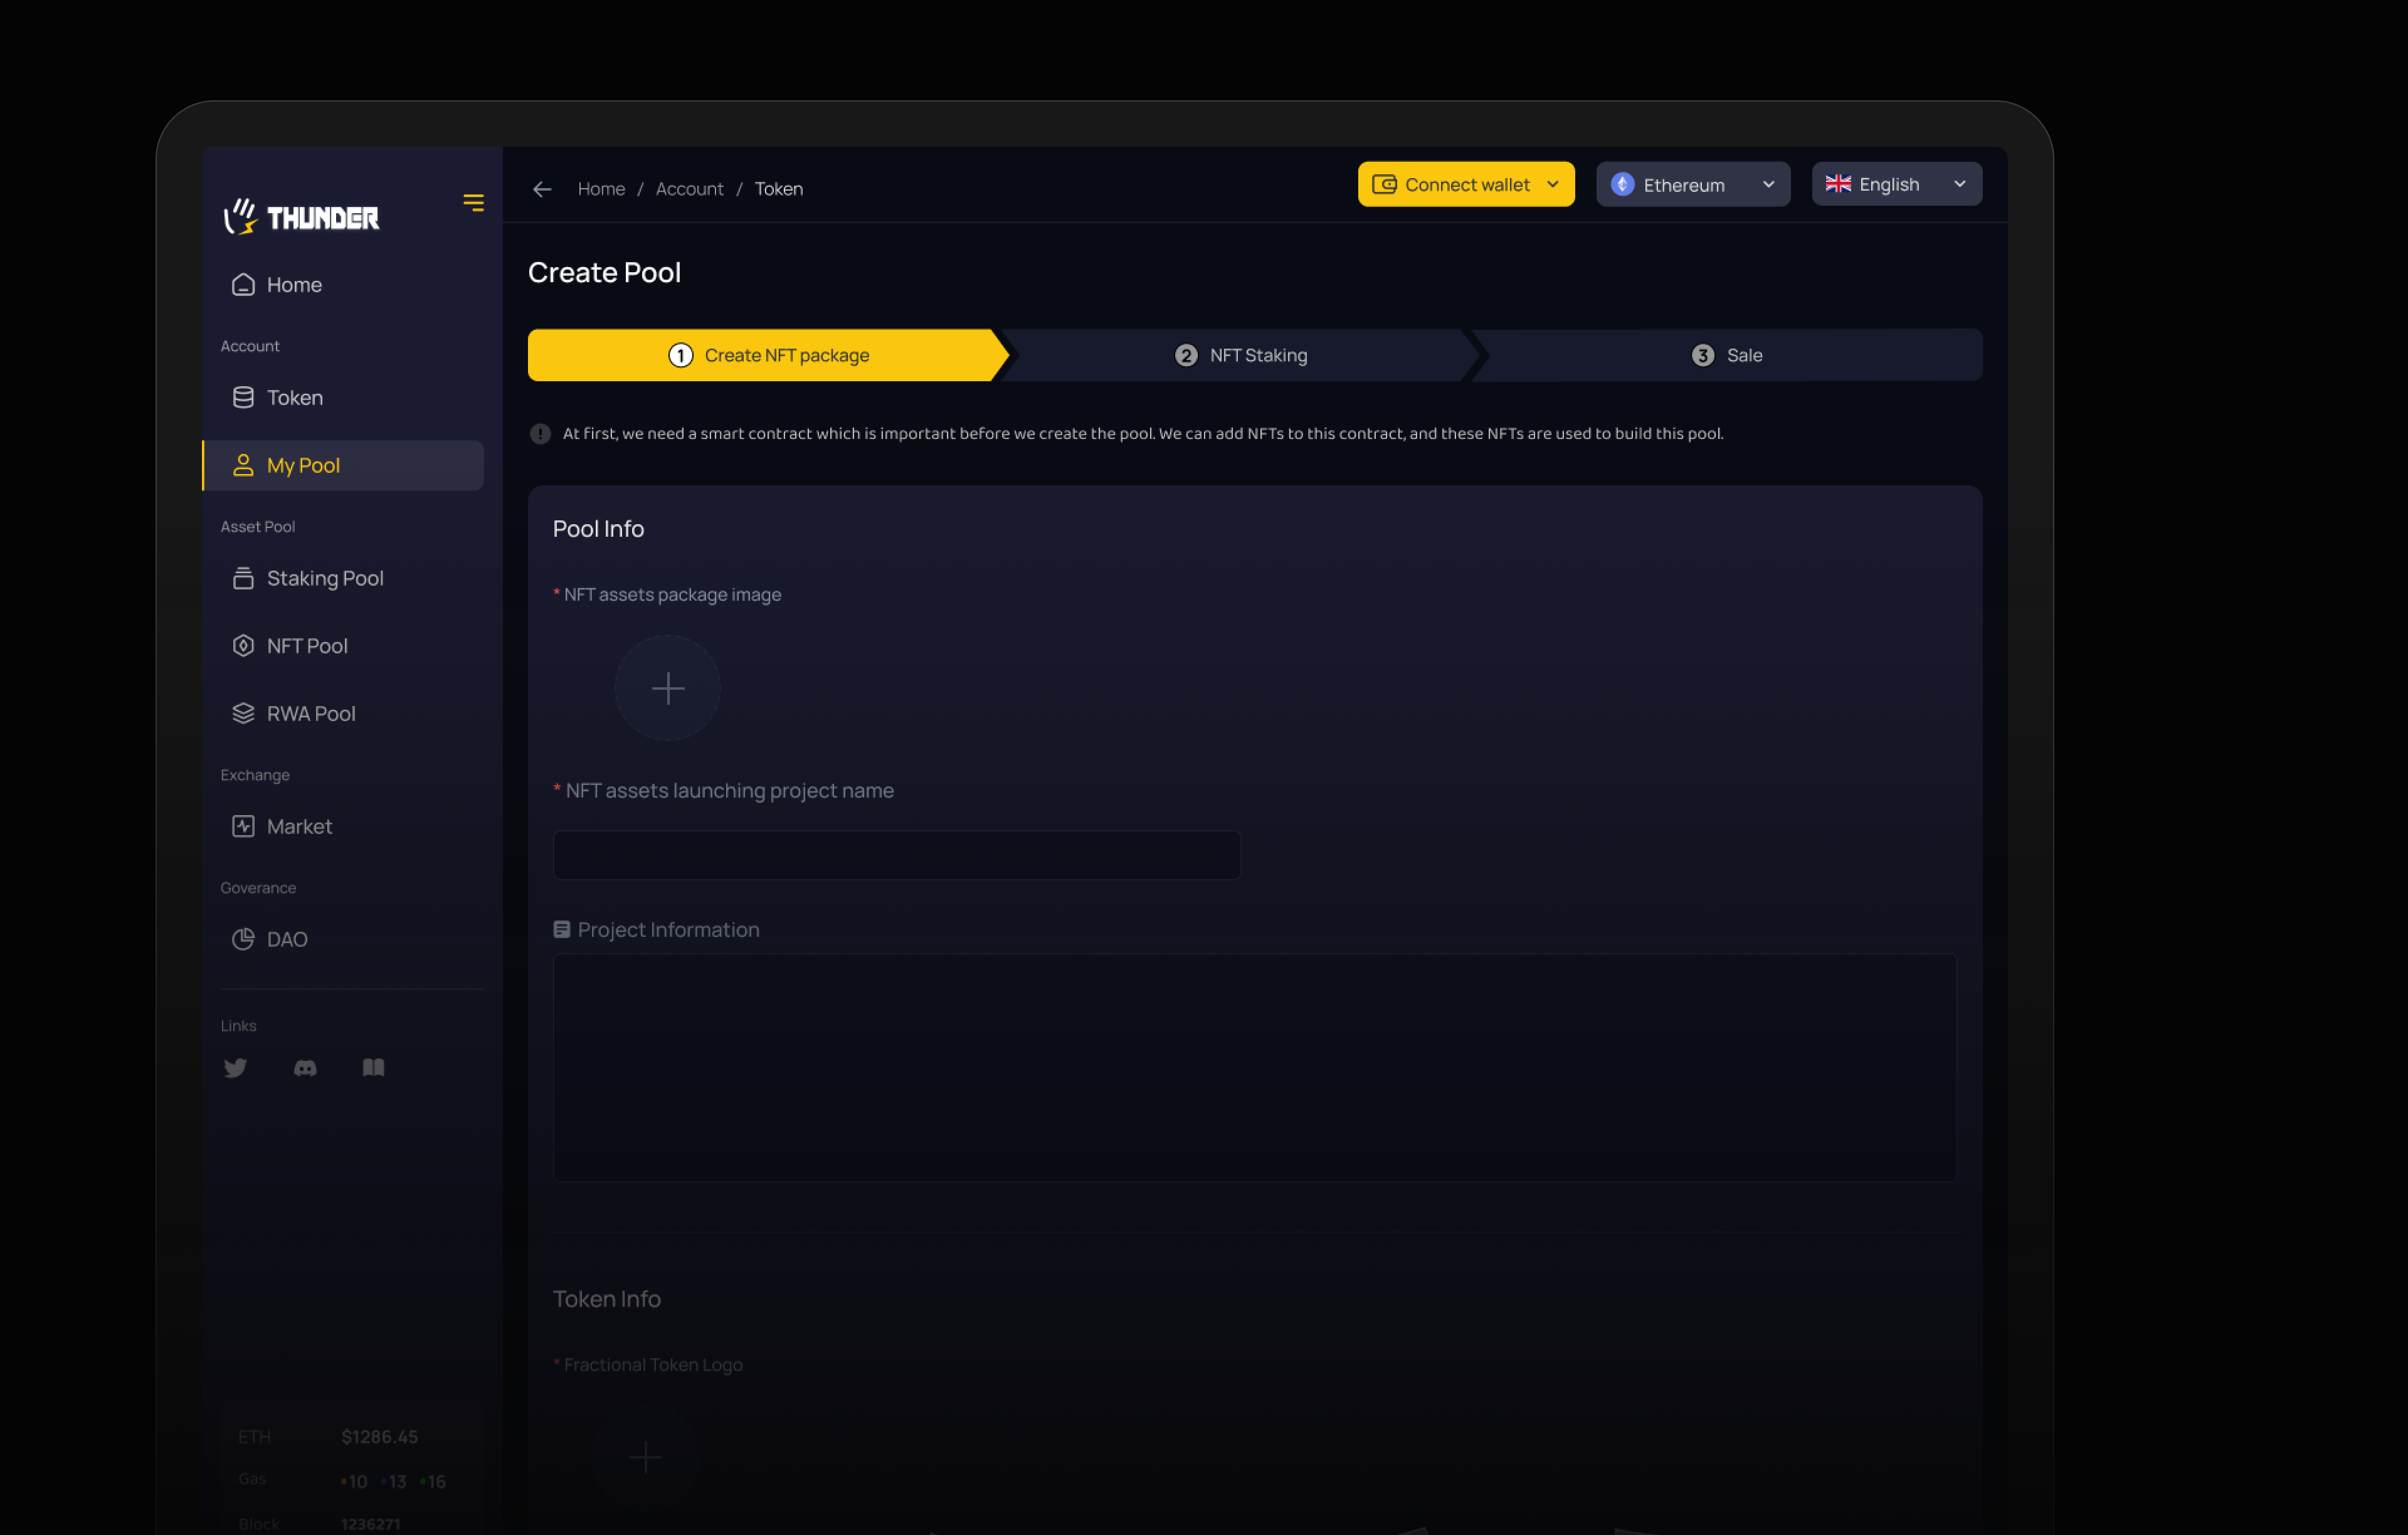 THUNDER
Home
Account
Token
My Pool
Asset Pool
Staking Pool
NFT Pool
RWA Pool
Exchange
Market
Goverance
DAO
Links
ETH $1286.45
Gas 10 13 16
Block 1236271
Home / Account / Token
Connect wallet
Ethereum
English
Create Pool
1 Create NFT package
2 NFT Staking
3 Sale
At first, we need a smart contract which is important before we create the pool. We can add NFTs to this contract, and these NFTs are used to build this pool.
Pool Info
* NFT assets package image
* NFT assets launching project name
Project Information
Token Info
* Fractional Token Logo